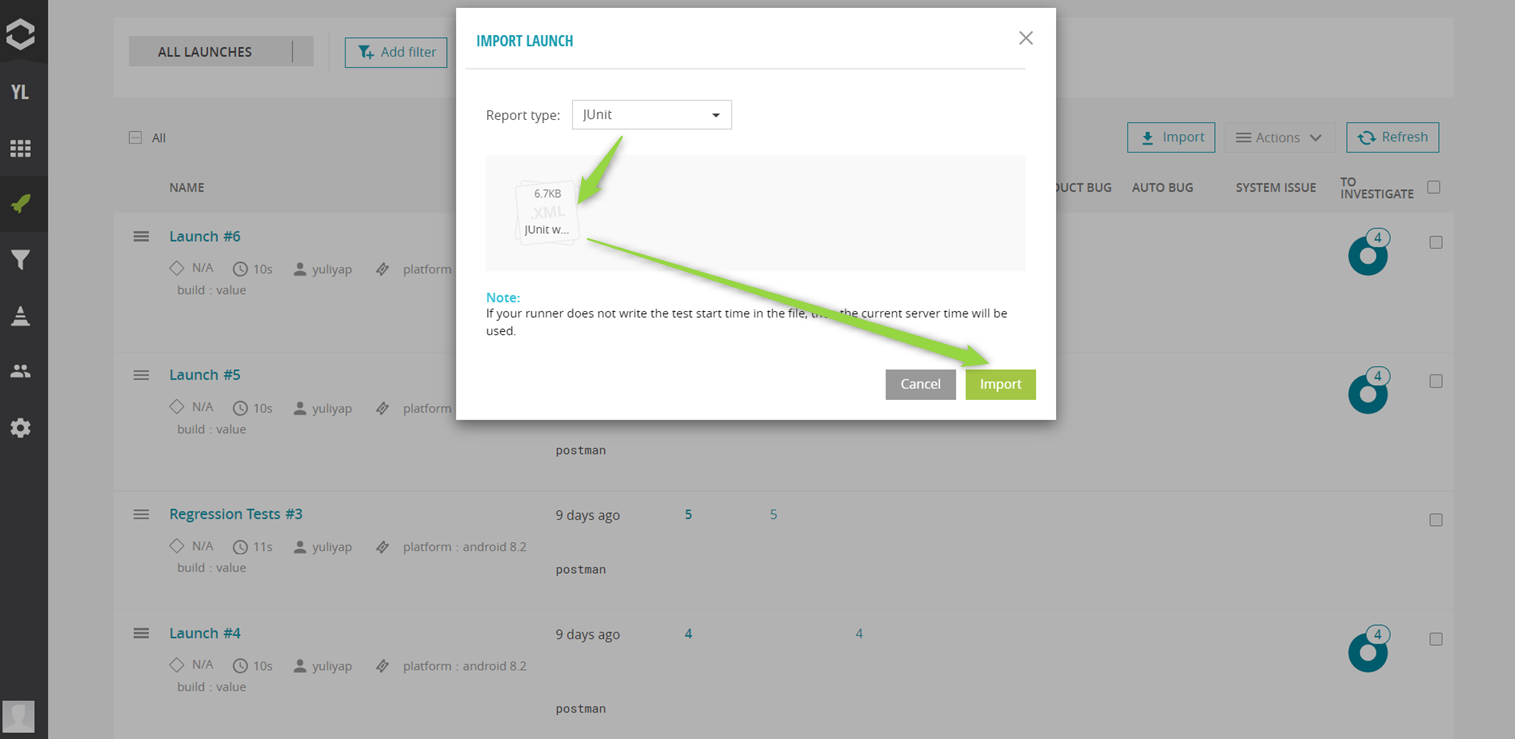 ALL LAUNCHES
Add filter
YL
All
Import
Actions
Refresh
NAME
DUCT BUG
AUTO BUG
SYSTEM ISSUE
TO
INVESTIGATE
Launch #6
4
N/A 10s yuliyap platform
build : value
Launch #5
4
N/A 10s yuliyap platform
build : value
postman
Regression Tests #3
9 days ago
5
5
N/A 11s yuliyap platform : android 8.2
build : value
postman
Launch #4
9 days ago
4
4
4
N/A 10s yuliyap platform : android 8.2
build : value
postman
IMPORT LAUNCH
Report type: JUnit
6.7KB
.XML
JUnit w...
Note:
If your runner does not write the test start time in the file, the current server time will be
used.
Cancel
Import